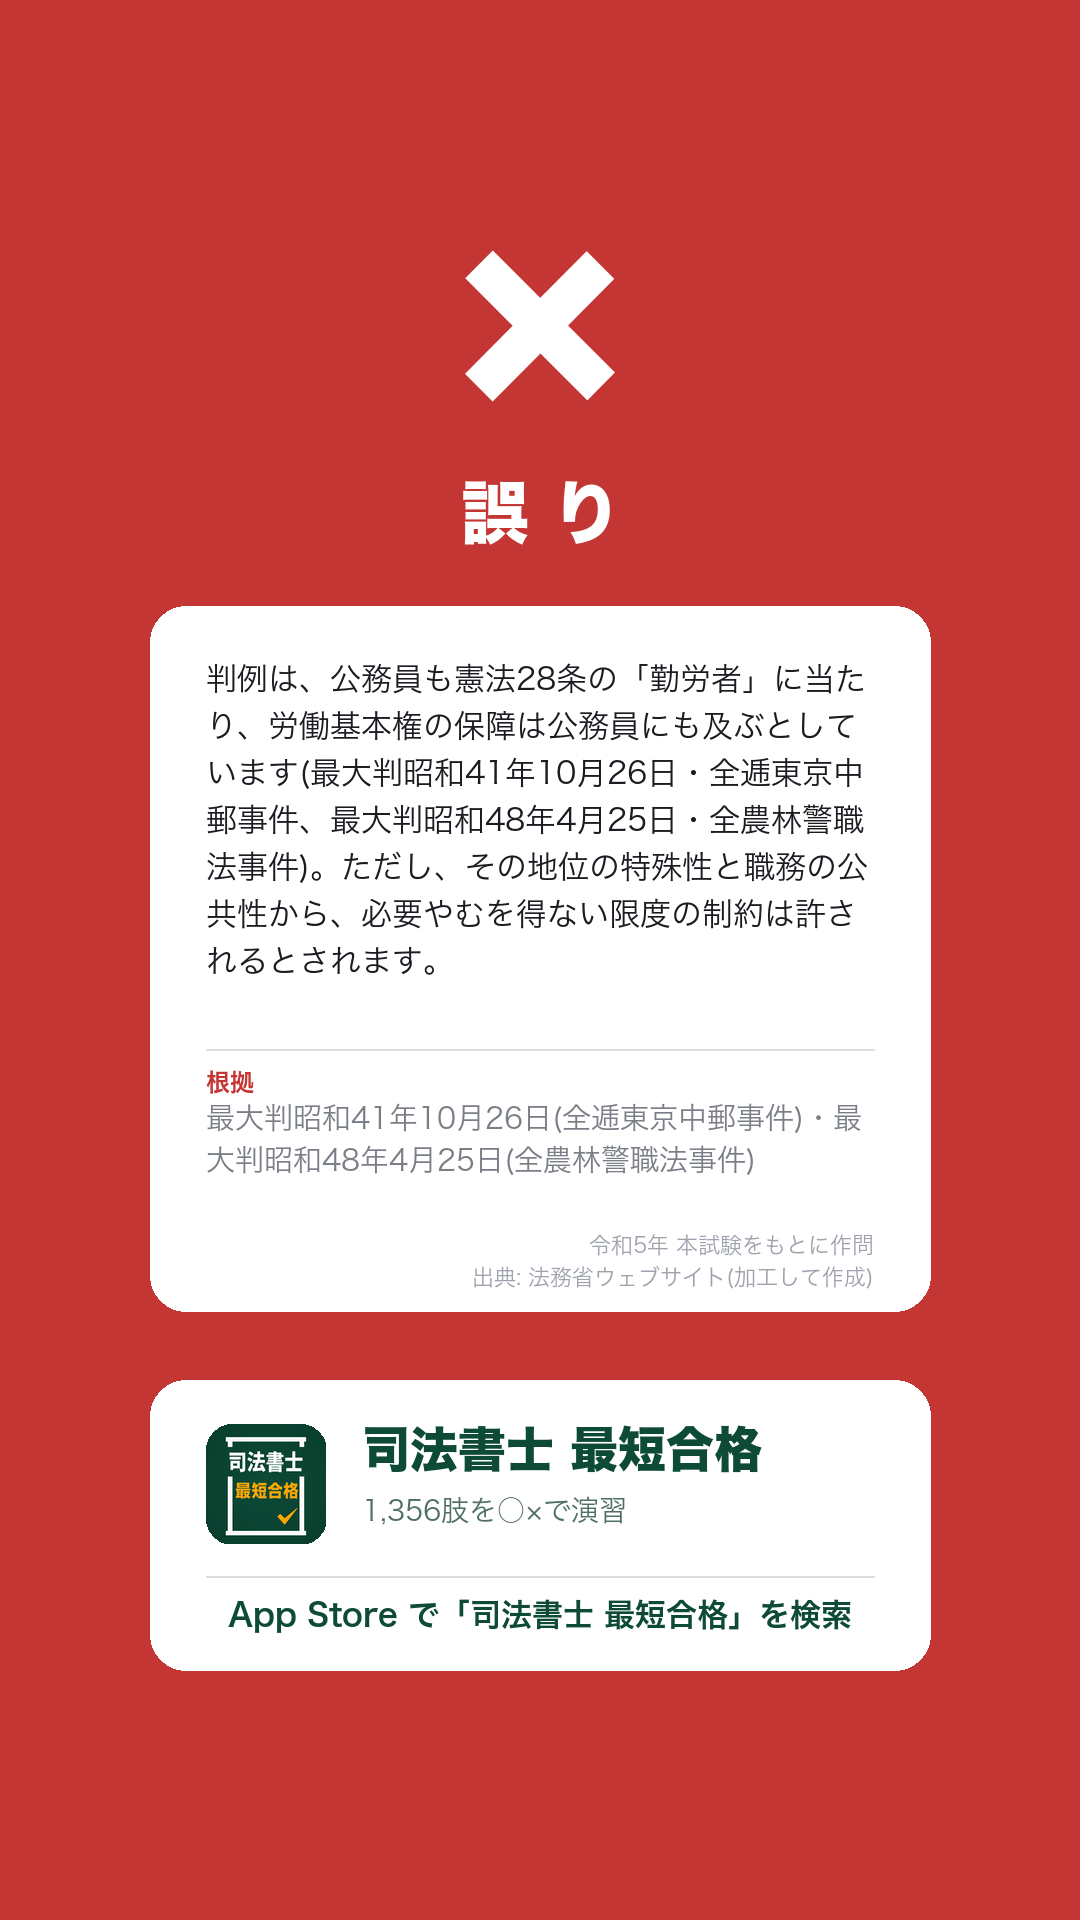 ×
誤り
判例は、公務員も憲法28条の「勤労者」に当た
り、労働基本権の保障は公務員にも及ぶとして
います(最大判昭和41年10月26日・全逓東京中
郵事件、最大判昭和48年4月25日・全農林警職
法事件)。ただし、その地位の特殊性と職務の公
共性から、必要やむを得ない限度の制約は許さ
れるとされます。
根拠
最大判昭和41年10月26日(全逓東京中郵事件)・最
大判昭和48年4月25日(全農林警職法事件)
令和5年 本試験をもとに作問
出典: 法務省ウェブサイト(加工して作成)
司法書士
最短合格
司法書士 最短合格
1,356肢を○×で演習
App Store で「司法書士 最短合格」を検索